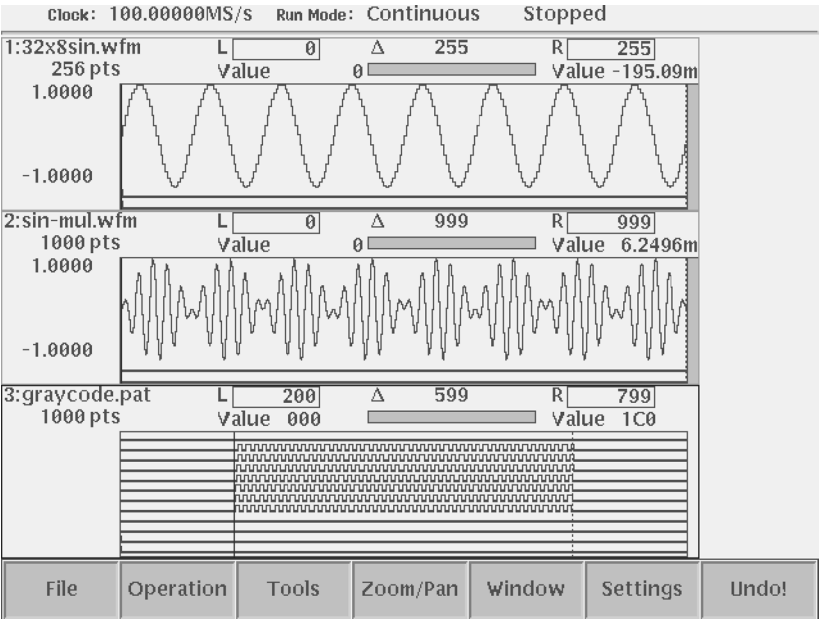 Clock: 100.00000MS/s Run Mode: Continuous Stopped
1:32x8sin.wfm L 0 Δ 255 R 255
256 pts Value 0 Value -195.09m
1.0000
-1.0000
2:sin-mul.wfm L 0 Δ 999 R 999
1000 pts Value 0 Value 6.2496m
1.0000
-1.0000
3:graycode.pat L 200 Δ 599 R 799
1000 pts Value 000 Value 1C0
File Operation Tools Zoom/Pan Window Settings Undo!